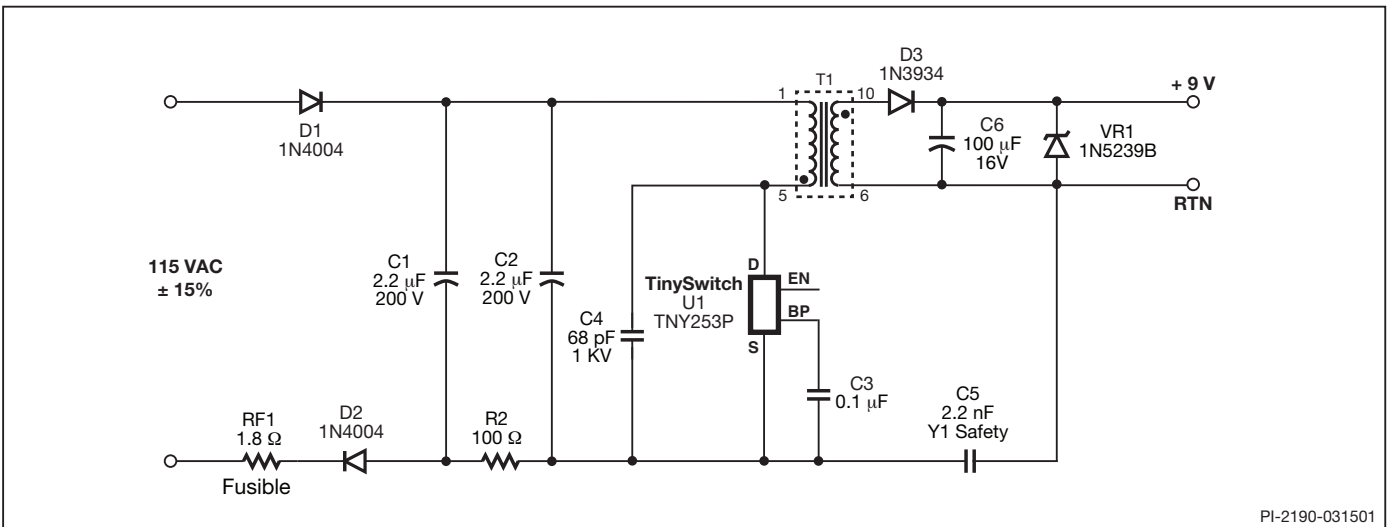 D3
1N3934
T1
+ 9 V
1
10
D1
1N4004
C6
100 µF
16V
VR1
1N5239B
5
6
RTN
115 VAC
± 15%
C1
2.2 µF
200 V
C2
2.2 µF
200 V
D
TinySwitch
U1
TNY253P
EN
BP
S
C4
68 pF
1 KV
C3
0.1 µF
C5
2.2 nF
Y1 Safety
RF1
1.8 Ω
D2
1N4004
R2
100 Ω
Fusible
PI-2190-031501